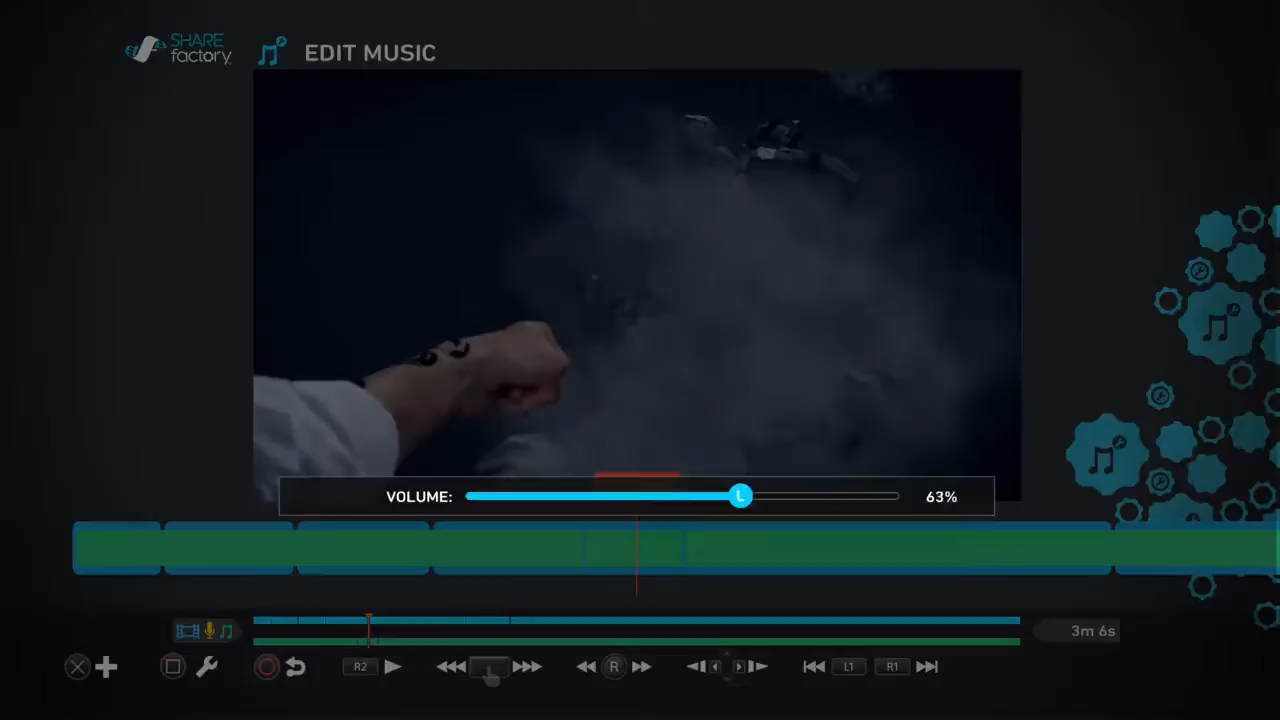 SHARE
factory
EDIT MUSIC
VOLUME: L 63%
3m 6s
R2 R L1 R1